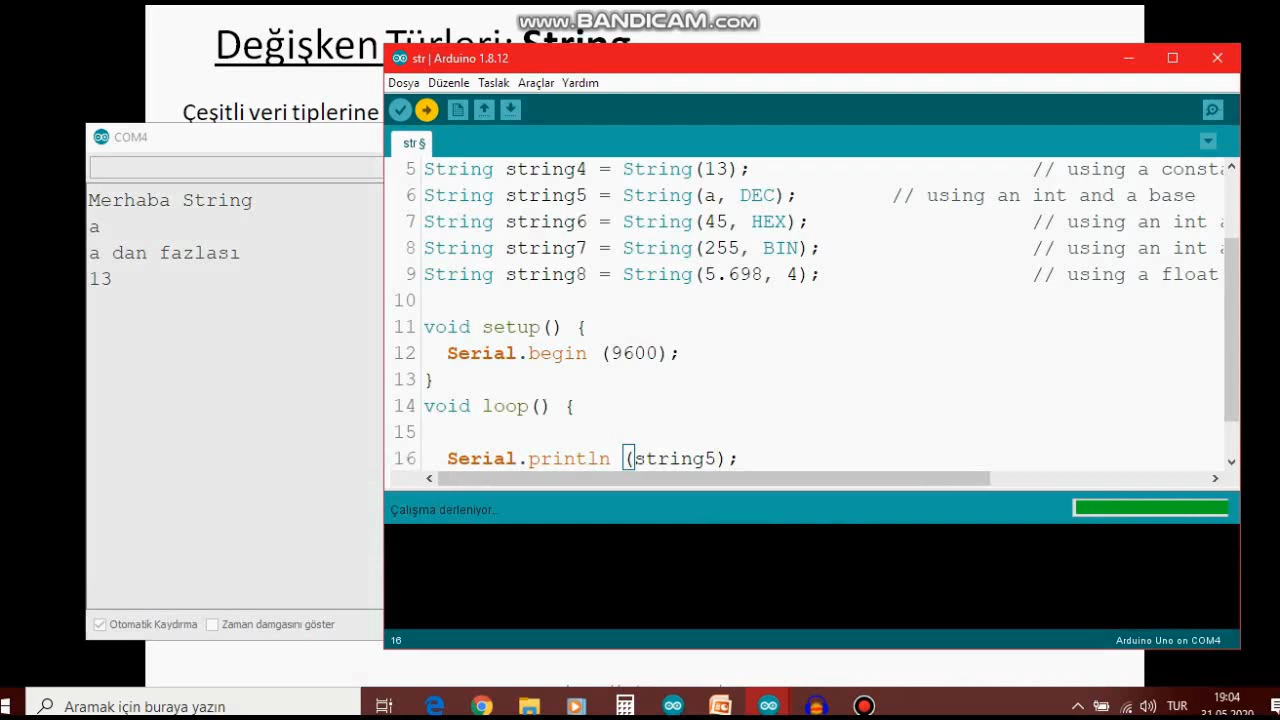 www.BANDICAM.com
Değişken Türleri: String
Çeşitli veri tiplerine
str | Arduino 1.8.12
Dosya Düzenle Taslak Araçlar Yardım
str §
COM4
Merhaba String
a
a dan fazlası
13
Otomatik Kaydırma Zaman damgasını göster
5 String string4 = String(13); // using a consta
6 String string5 = String(a, DEC); // using an int and a base
7 String string6 = String(45, HEX); // using an int a
8 String string7 = String(255, BIN); // using an int a
9 String string8 = String(5.698, 4); // using a float
10
11 void setup() {
12 Serial.begin (9600);
13 }
14 void loop() {
15
16 Serial.println (string5);
Çalışma derleniyor...
16 Arduino Uno on COM4
Aramak için buraya yazın
TUR
19:04
21.05.2020